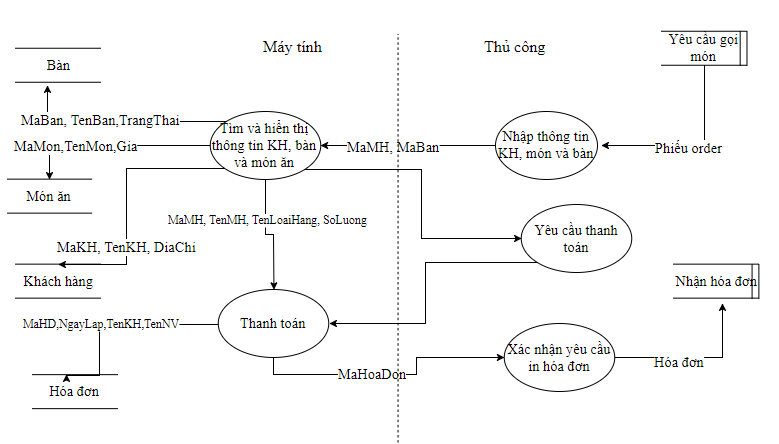 Máy tính
Thủ công
Yêu cầu gọi
món
Bàn
MaBan, TenBan,TrangThai
MaMon,TenMon,Gia
Tìm và hiển thị
thông tin KH, bàn
và món ăn
MaMH, MaBan
Nhập thông tin
KH, món và bàn
Phiếu order
Món ăn
MaMH, TenMH, TenLoaiHang, SoLuong
Yêu cầu thanh
toán
MaKH, TenKH, DiaChi
Khách hàng
Nhận hóa đơn
MaHD,NgayLap,TenKH,TenNV
Thanh toán
Xác nhận yêu cầu
in hóa đơn
Hóa đơn
MaHoaDon
Hóa đơn